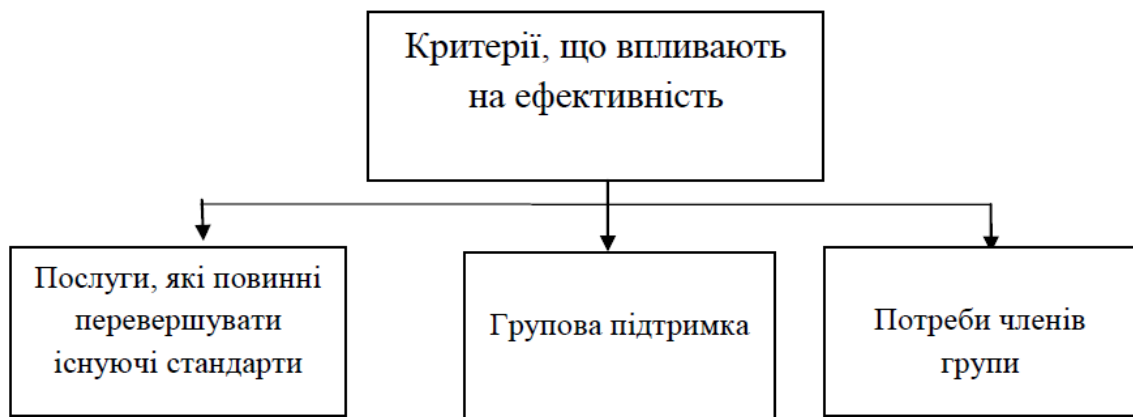 Критерії, що впливають
на ефективність
Послуги, які повинні
перевершувати
існуючі стандарти
Групова підтримка
Потреби членів
групи